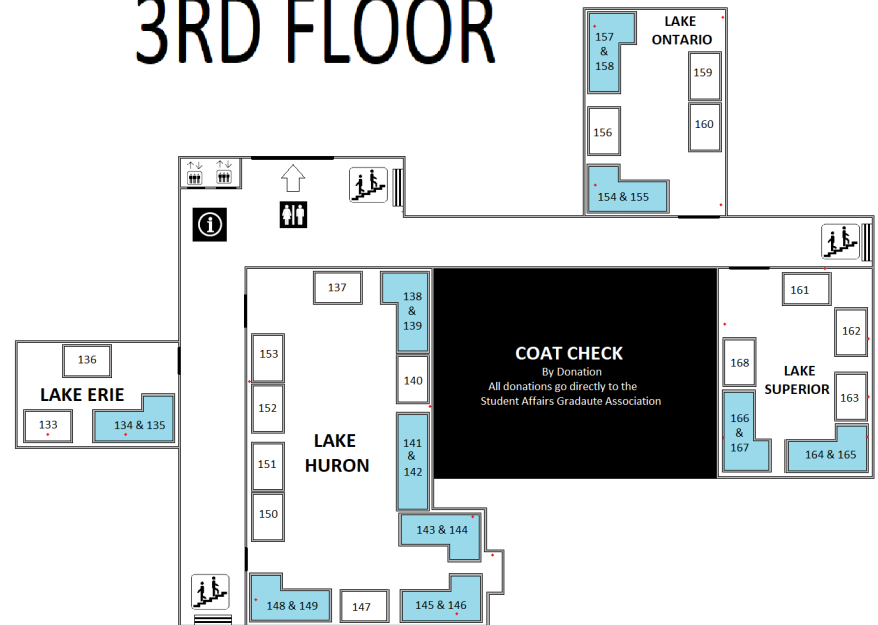 3RD FLOOR
LAKE
ONTARIO
157
&
158
159
160
156
154 & 155
i
137
138
&
139
161
162
153
140
COAT CHECK
By Donation
All donations go directly to the
Student Affairs Gradaute Association
168
LAKE
SUPERIOR
163
136
LAKE ERIE
133
134 & 135
152
LAKE
HURON
141
&
142
166
&
167
164 & 165
151
150
143 & 144
148 & 149
147
145 & 146